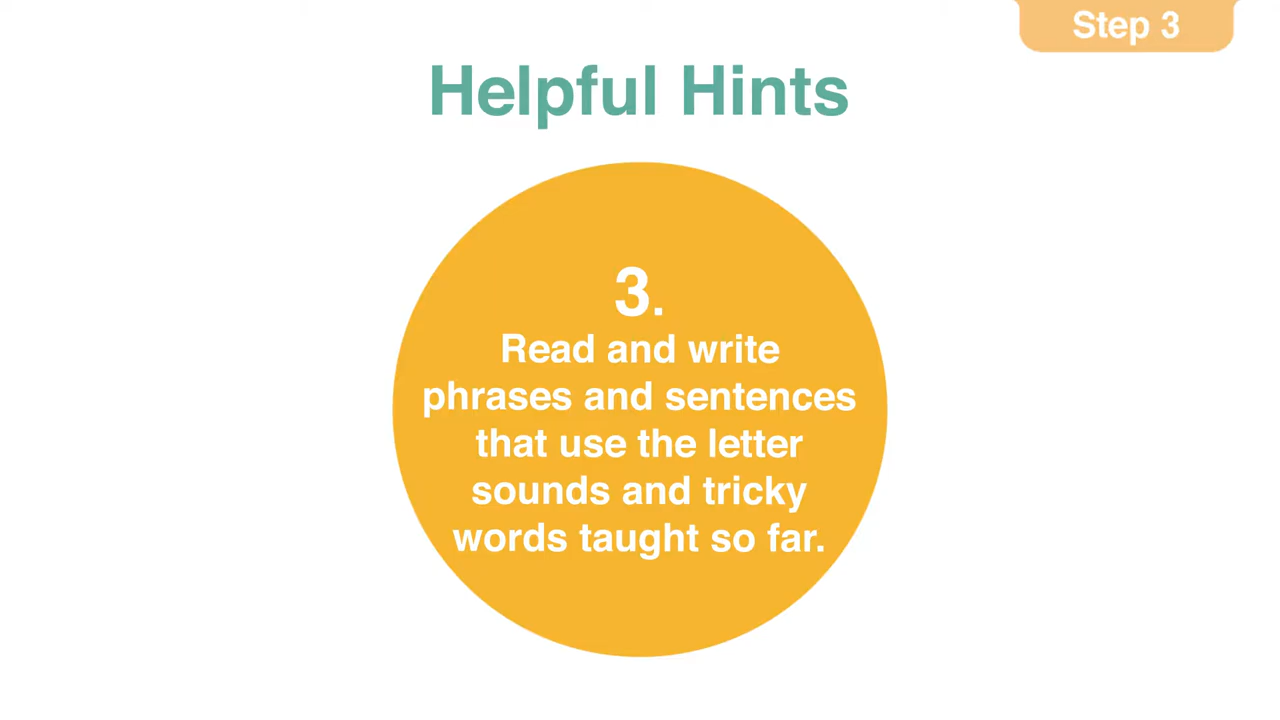 Step 3
Helpful Hints
3.
Read and write
phrases and sentences
that use the letter
sounds and tricky
words taught so far.